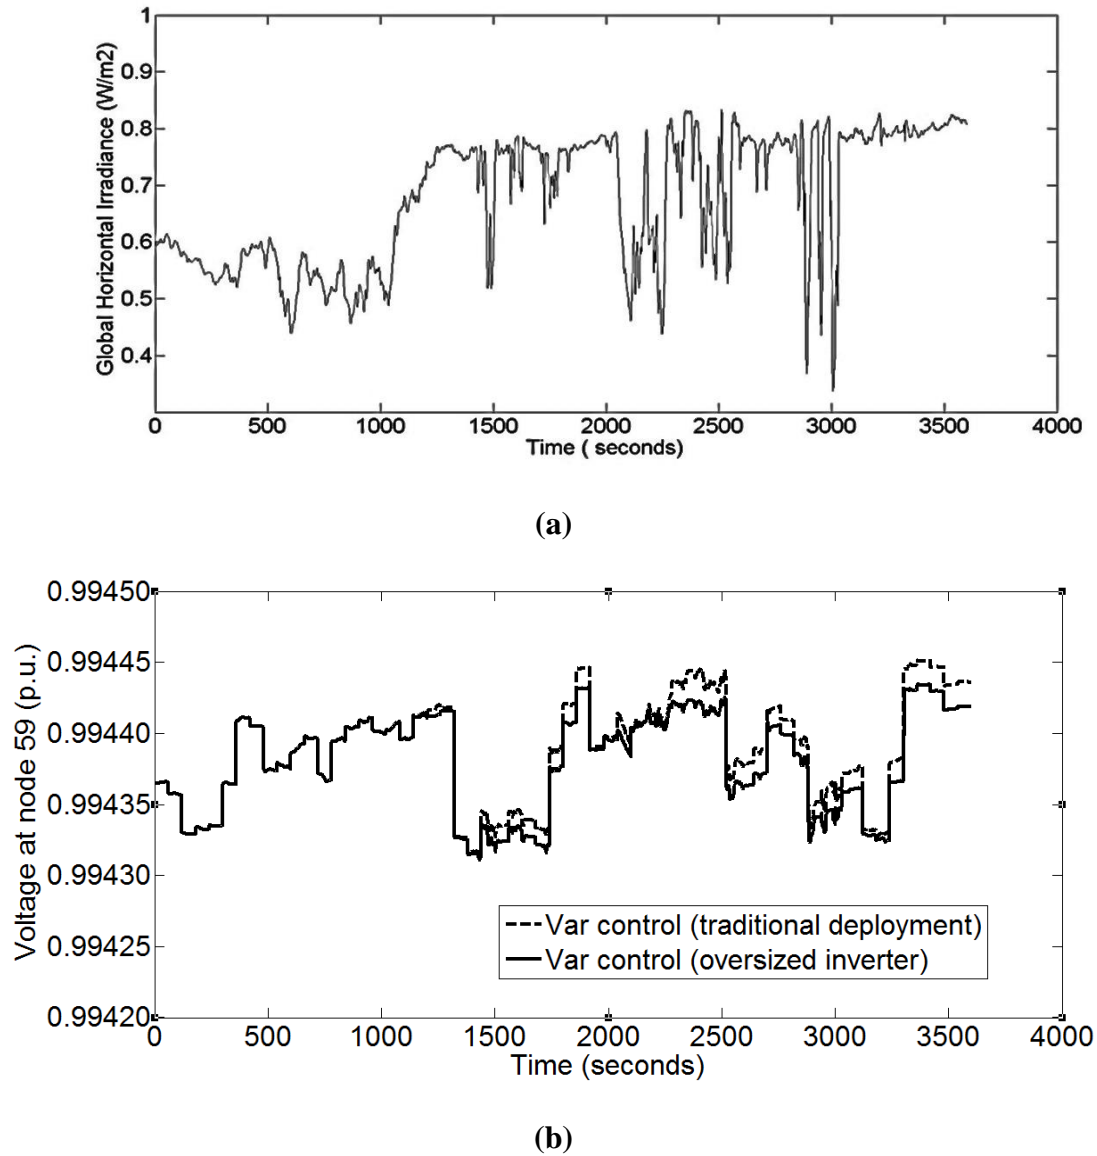 1
0.9
0.8
0.7
0.6
0.5
0.4
Global Horizontal Irradiance (W/m2)
0 500 1000 1500 2000 2500 3000 3500 4000
Time ( seconds)
(a)
0.99450
0.99445
0.99440
0.99435
0.99430
0.99425
0.99420
Voltage at node 59 (p.u.)
Var control (traditional deployment)
Var control (oversized inverter)
0 500 1000 1500 2000 2500 3000 3500 4000
Time (seconds)
(b)